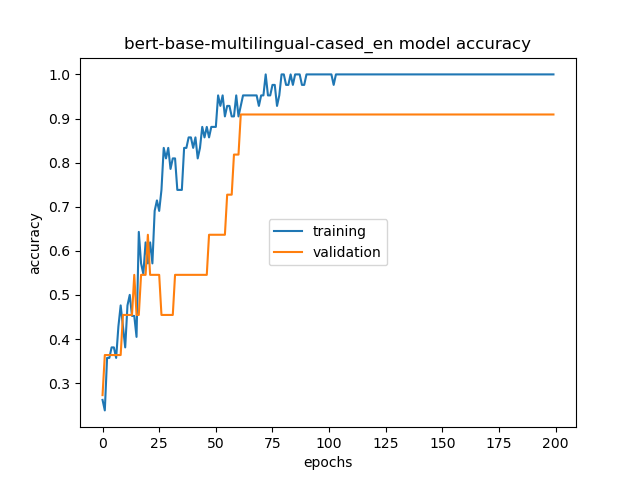 bert-base-multilingual-cased_en model accuracy
1.0
0.9
0.8
0.7
0.6
0.5
0.4
0.3
accuracy
training
validation
0 25 50 75 100 125 150 175 200
epochs